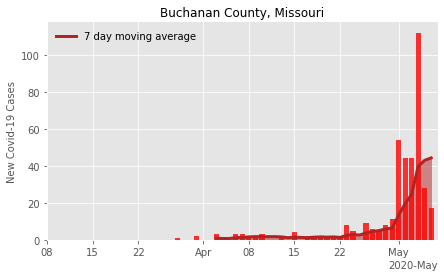 Buchanan County, Missouri
7 day moving average
New Covid-19 Cases
100
80
60
40
20
0
08 15 22 Apr 08 15 22 May
2020-May